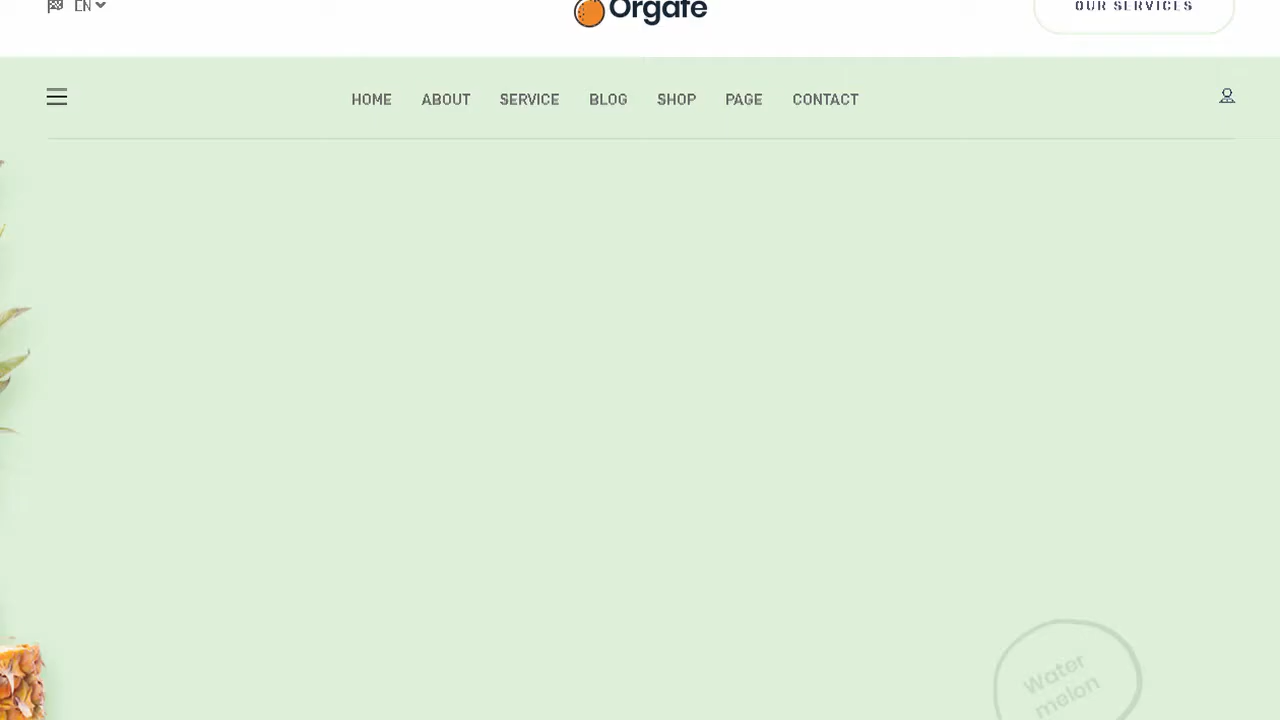 EN
Orgafe
OUR SERVICES
HOME ABOUT SERVICE BLOG SHOP PAGE CONTACT
Water
melon